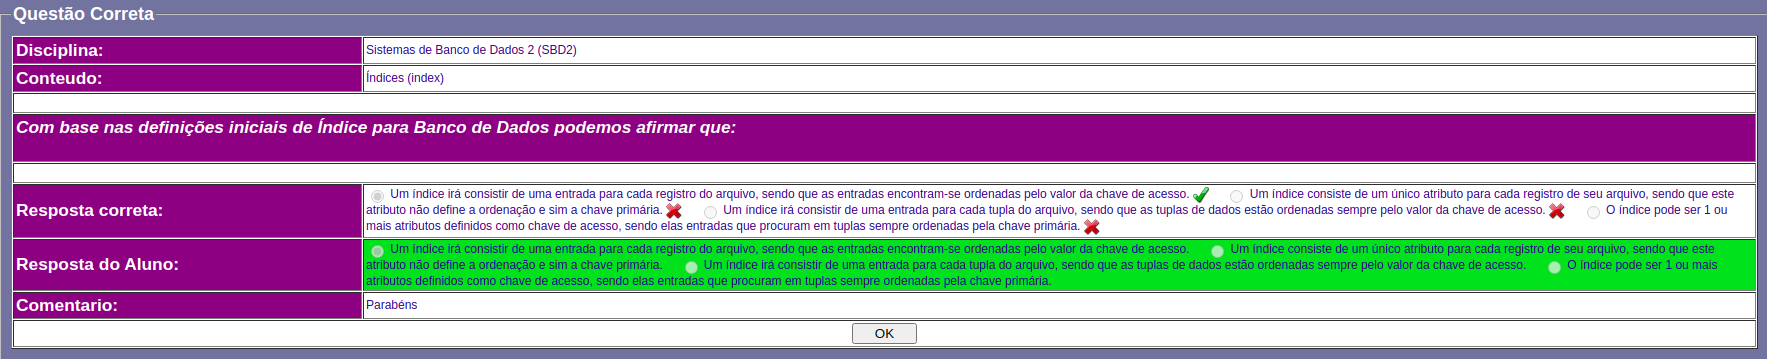 Questão Correta
Disciplina:
Sistemas de Banco de Dados 2 (SBD2)
Conteudo:
Índices (index)
Com base nas definições iniciais de Índice para Banco de Dados podemos afirmar que:
Resposta correta:
Um índice irá consistir de uma entrada para cada registro do arquivo, sendo que as entradas encontram-se ordenadas pelo valor da chave de acesso. Um índice consiste de um único atributo para cada registro de seu arquivo, sendo que este
atributo não define a ordenação e sim a chave primária. Um índice irá consistir de uma entrada para cada tupla do arquivo, sendo que as tuplas de dados estão ordenadas sempre pelo valor da chave de acesso. O índice pode ser 1 ou
mais atributos definidos como chave de acesso, sendo elas entradas que procuram em tuplas sempre ordenadas pela chave primária.
Resposta do Aluno:
Um índice irá consistir de uma entrada para cada registro do arquivo, sendo que as entradas encontram-se ordenadas pelo valor da chave de acesso. Um índice consiste de um único atributo para cada registro de seu arquivo, sendo que este
atributo não define a ordenação e sim a chave primária. Um índice irá consistir de uma entrada para cada tupla do arquivo, sendo que as tuplas de dados estão ordenadas sempre pelo valor da chave de acesso. O índice pode ser 1 ou mais
atributos definidos como chave de acesso, sendo elas entradas que procuram em tuplas sempre ordenadas pela chave primária.
Comentario:
Parabéns
OK